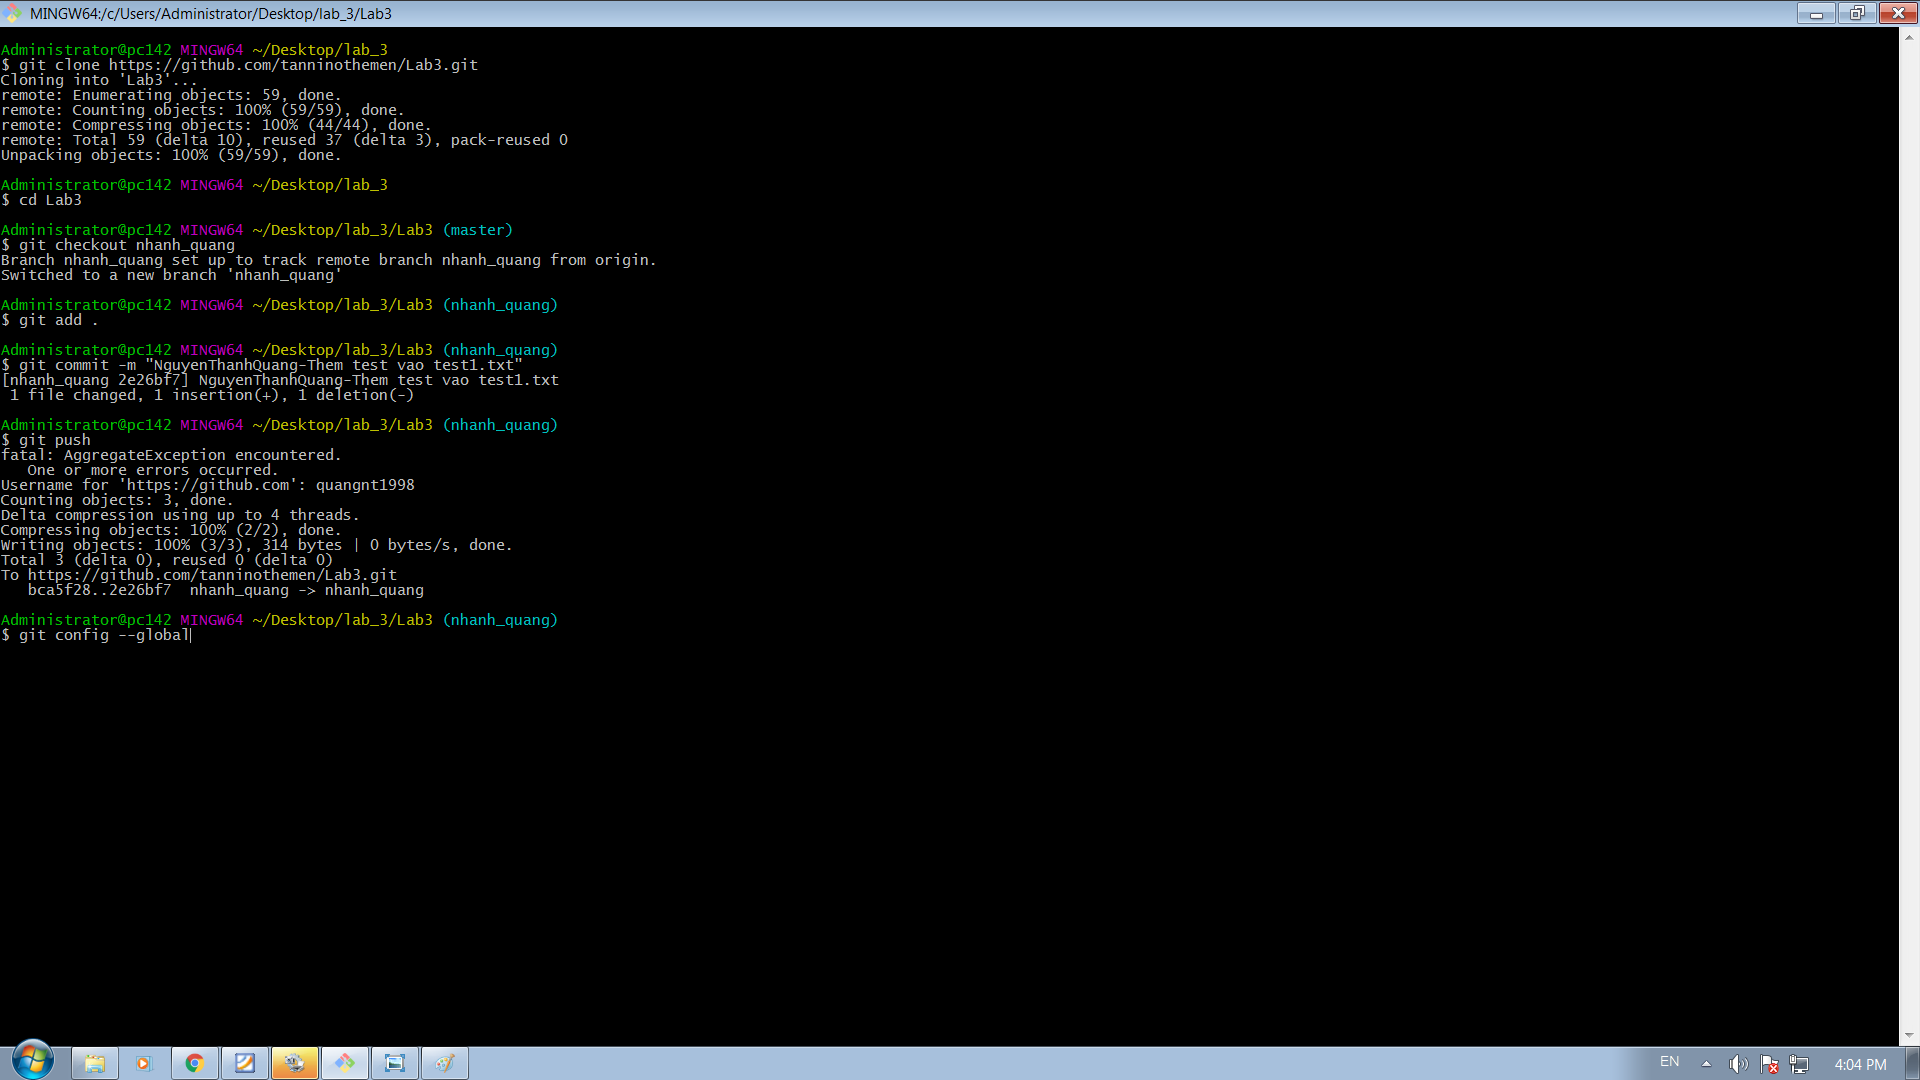 MINGW64:/c/Users/Administrator/Desktop/lab_3/Lab3
Administrator@pc142 MINGW64 ~/Desktop/lab_3
$ git clone https://github.com/tanninothemen/Lab3.git
Cloning into 'Lab3'...
remote: Enumerating objects: 59, done.
remote: Counting objects: 100% (59/59), done.
remote: Compressing objects: 100% (44/44), done.
remote: Total 59 (delta 10), reused 37 (delta 3), pack-reused 0
Unpacking objects: 100% (59/59), done.
Administrator@pc142 MINGW64 ~/Desktop/lab_3
$ cd Lab3
Administrator@pc142 MINGW64 ~/Desktop/lab_3/Lab3 (master)
$ git checkout nhanh_quang
Branch nhanh_quang set up to track remote branch nhanh_quang from origin.
Switched to a new branch 'nhanh_quang'
Administrator@pc142 MINGW64 ~/Desktop/lab_3/Lab3 (nhanh_quang)
$ git add .
Administrator@pc142 MINGW64 ~/Desktop/lab_3/Lab3 (nhanh_quang)
$ git commit -m "NguyenThanhQuang-Them test vao test1.txt"
[nhanh_quang 2e26bf7] NguyenThanhQuang-Them test vao test1.txt
 1 file changed, 1 insertion(+), 1 deletion(-)
Administrator@pc142 MINGW64 ~/Desktop/lab_3/Lab3 (nhanh_quang)
$ git push
fatal: AggregateException encountered.
   One or more errors occurred.
Username for 'https://github.com': quangnt1998
Counting objects: 3, done.
Delta compression using up to 4 threads.
Compressing objects: 100% (2/2), done.
Writing objects: 100% (3/3), 314 bytes | 0 bytes/s, done.
Total 3 (delta 0), reused 0 (delta 0)
To https://github.com/tanninothemen/Lab3.git
   bca5f28..2e26bf7  nhanh_quang -> nhanh_quang
Administrator@pc142 MINGW64 ~/Desktop/lab_3/Lab3 (nhanh_quang)
$ git config --global
EN
4:04 PM